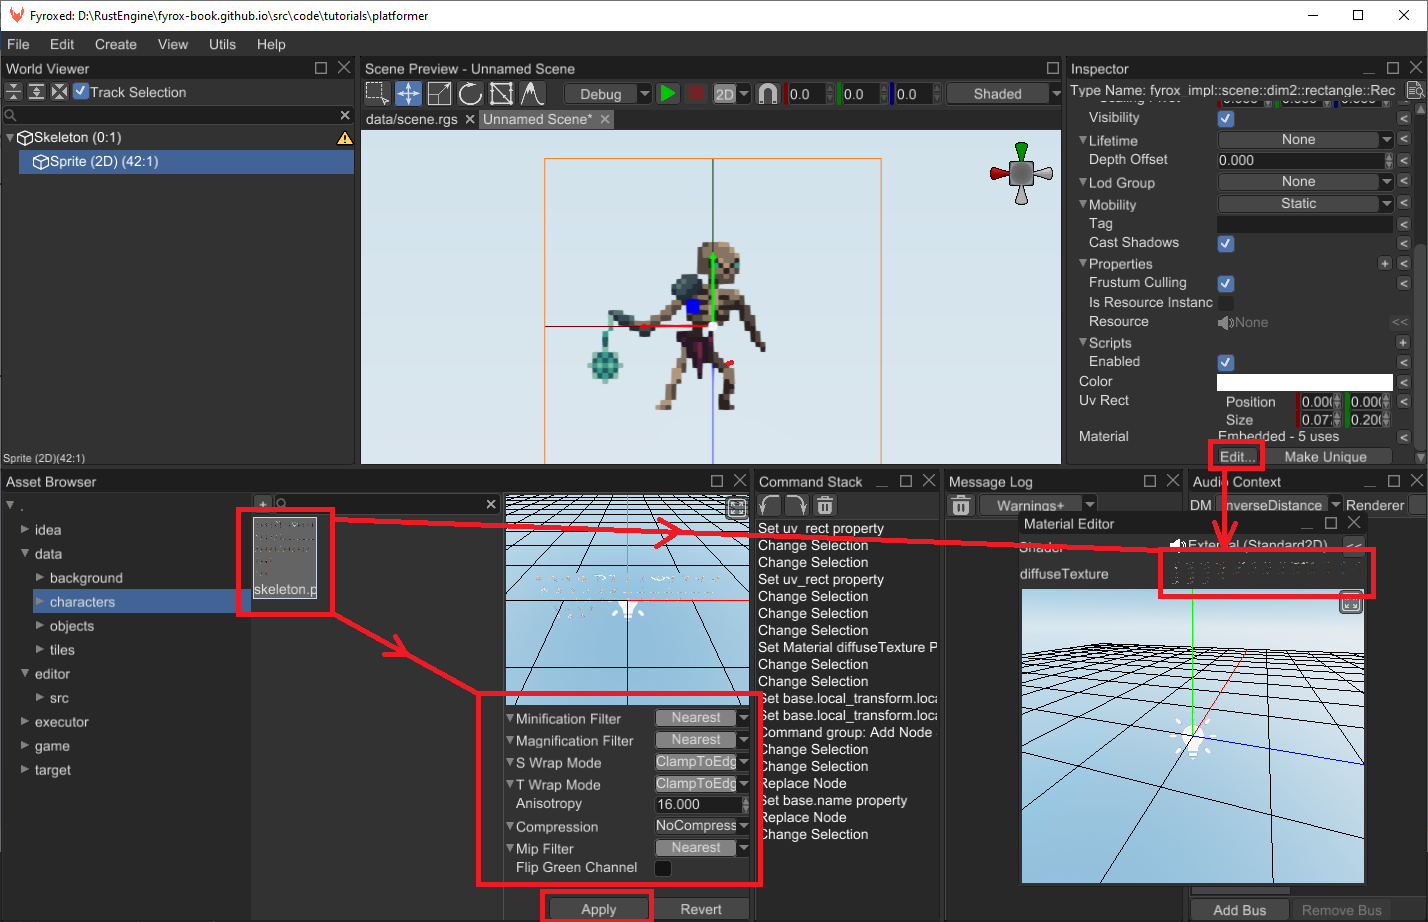 Fyroxed: D:\RustEngine\fyrox-book.github.io\src\code\tutorials\platformer
File Edit Create View Utils Help
World Viewer
Track Selection
Skeleton (0:1)
Sprite (2D) (42:1)
Sprite (2D)(42:1)
Scene Preview - Unnamed Scene
Debug 2D 0.0 0.0 0.0 Shaded
data/scene.rgs Unnamed Scene*
Inspector
Type Name: fyrox_impl::scene::dim2::rectangle::Rec
Visibility
Lifetime None
Depth Offset 0.000
Lod Group None
Mobility Static
Tag
Cast Shadows
Properties + <
Frustum Culling
Is Resource Instanc
Resource None <<
Scripts +
Enabled
Color
Uv Rect Position 0.000 0.000
Size 0.07 0.200
Material Embedded - 5 uses
Edit... Make Unique
Asset Browser
.
idea
data
background
characters
objects
tiles
editor
src
executor
game
target
+
skeleton.p
Minification Filter Nearest
Magnification Filter Nearest
S Wrap Mode ClampToEdg
T Wrap Mode ClampToEdg
Anisotropy 16.000
Compression NoCompress
Mip Filter Nearest
Flip Green Channel
Apply Revert
Command Stack
Set uv_rect property
Change Selection
Change Selection
Set uv_rect property
Change Selection
Change Selection
Change Selection
Set Material diffuseTexture P
Change Selection
Change Selection
Set base.local_transform.loca
Set base.local_transform.loca
Command group: Add Node
Change Selection
Change Selection
Replace Node
Set base.name property
Replace Node
Change Selection
Message Log
Warnings+
Audio Context
DM InverseDistance Renderer
Material Editor
Shader External (Standard2D) <<
diffuseTexture
Add Bus Remove Bus